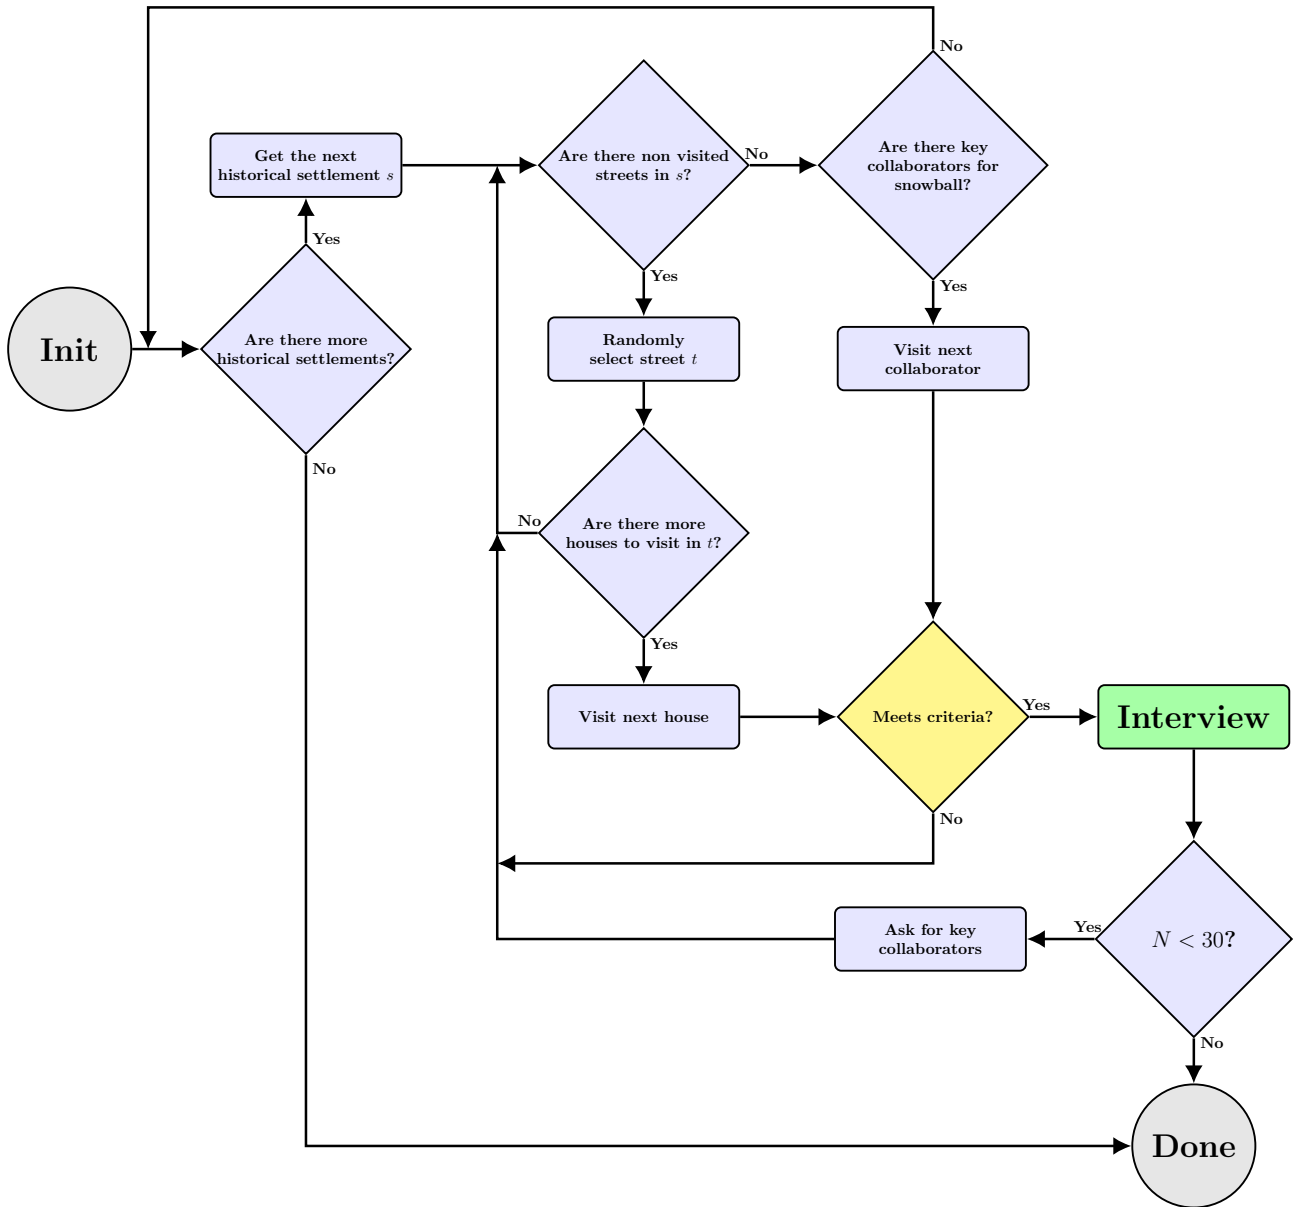 No
Are there key
collaborators for
snowball?
Get the next
historical settlement s
Are there non visited
streets in s?
No
Yes
Yes
Yes
Init
Are there more
historical settlements?
Randomly
select street t
Visit next
collaborator
No
No
Are there more
houses to visit in t?
Yes
Visit next house
Meets criteria?
Yes
Interview
No
Ask for key
collaborators
Yes
N < 30?
No
Done